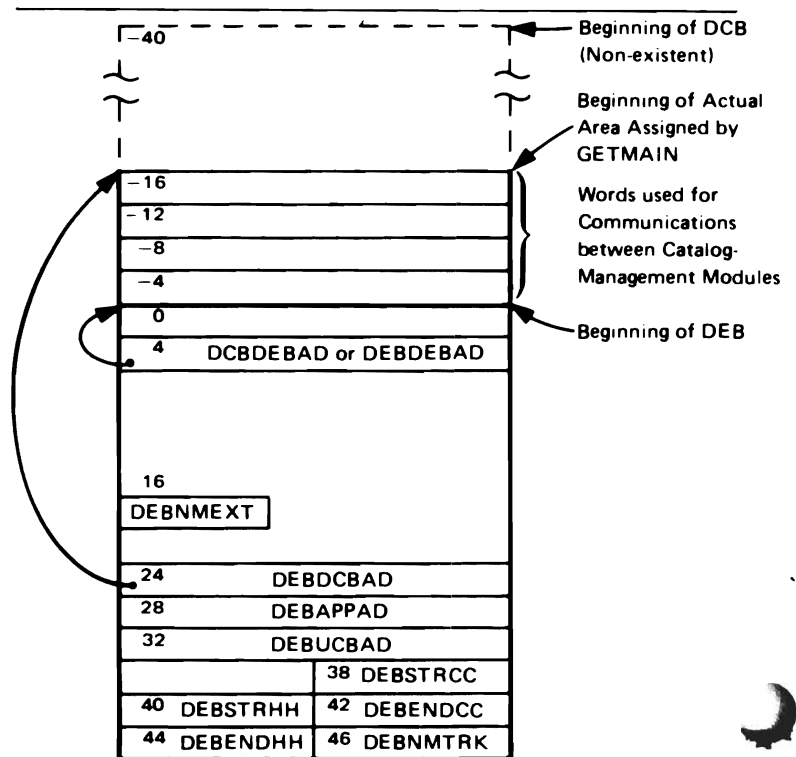 -40
Beginning of DCB
(Non-existent)
Beginning of Actual
Area Assigned by
GETMAIN
-16
-12
-8
-4
Words used for
Communications
between Catalog-
Management Modules
0
Beginning of DEB
4 DCBDEBAD or DEBDEBAD
16
DEBNMEXT
24 DEBDCBAD
28 DEBAPPAD
32 DEBUCBAD
38 DEBSTRCC
40 DEBSTRHH 42 DEBENDCC
44 DEBENDHH 46 DEBNMTRK